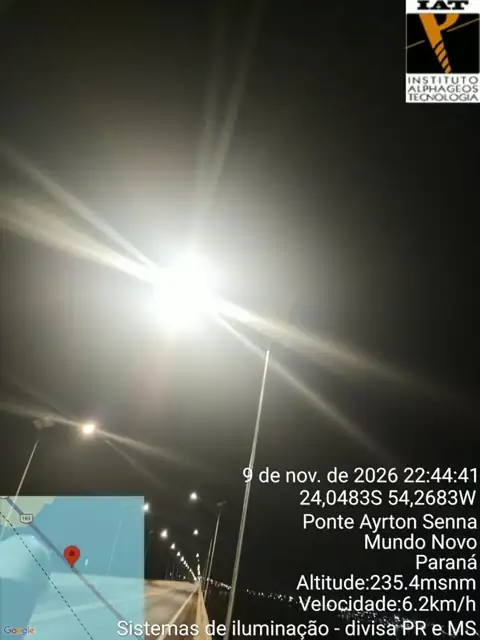 IAT
INSTITUTO
ALPHAGEOS
TECNOLOGIA
9 de nov. de 2026 22:44:41
24,0483S 54,2683W
Ponte Ayrton Senna
Mundo Novo
Paraná
Altitude:235.4msnm
Velocidade:6.2km/h
Sistemas de iluminação - divisa PR e MS
163
Google